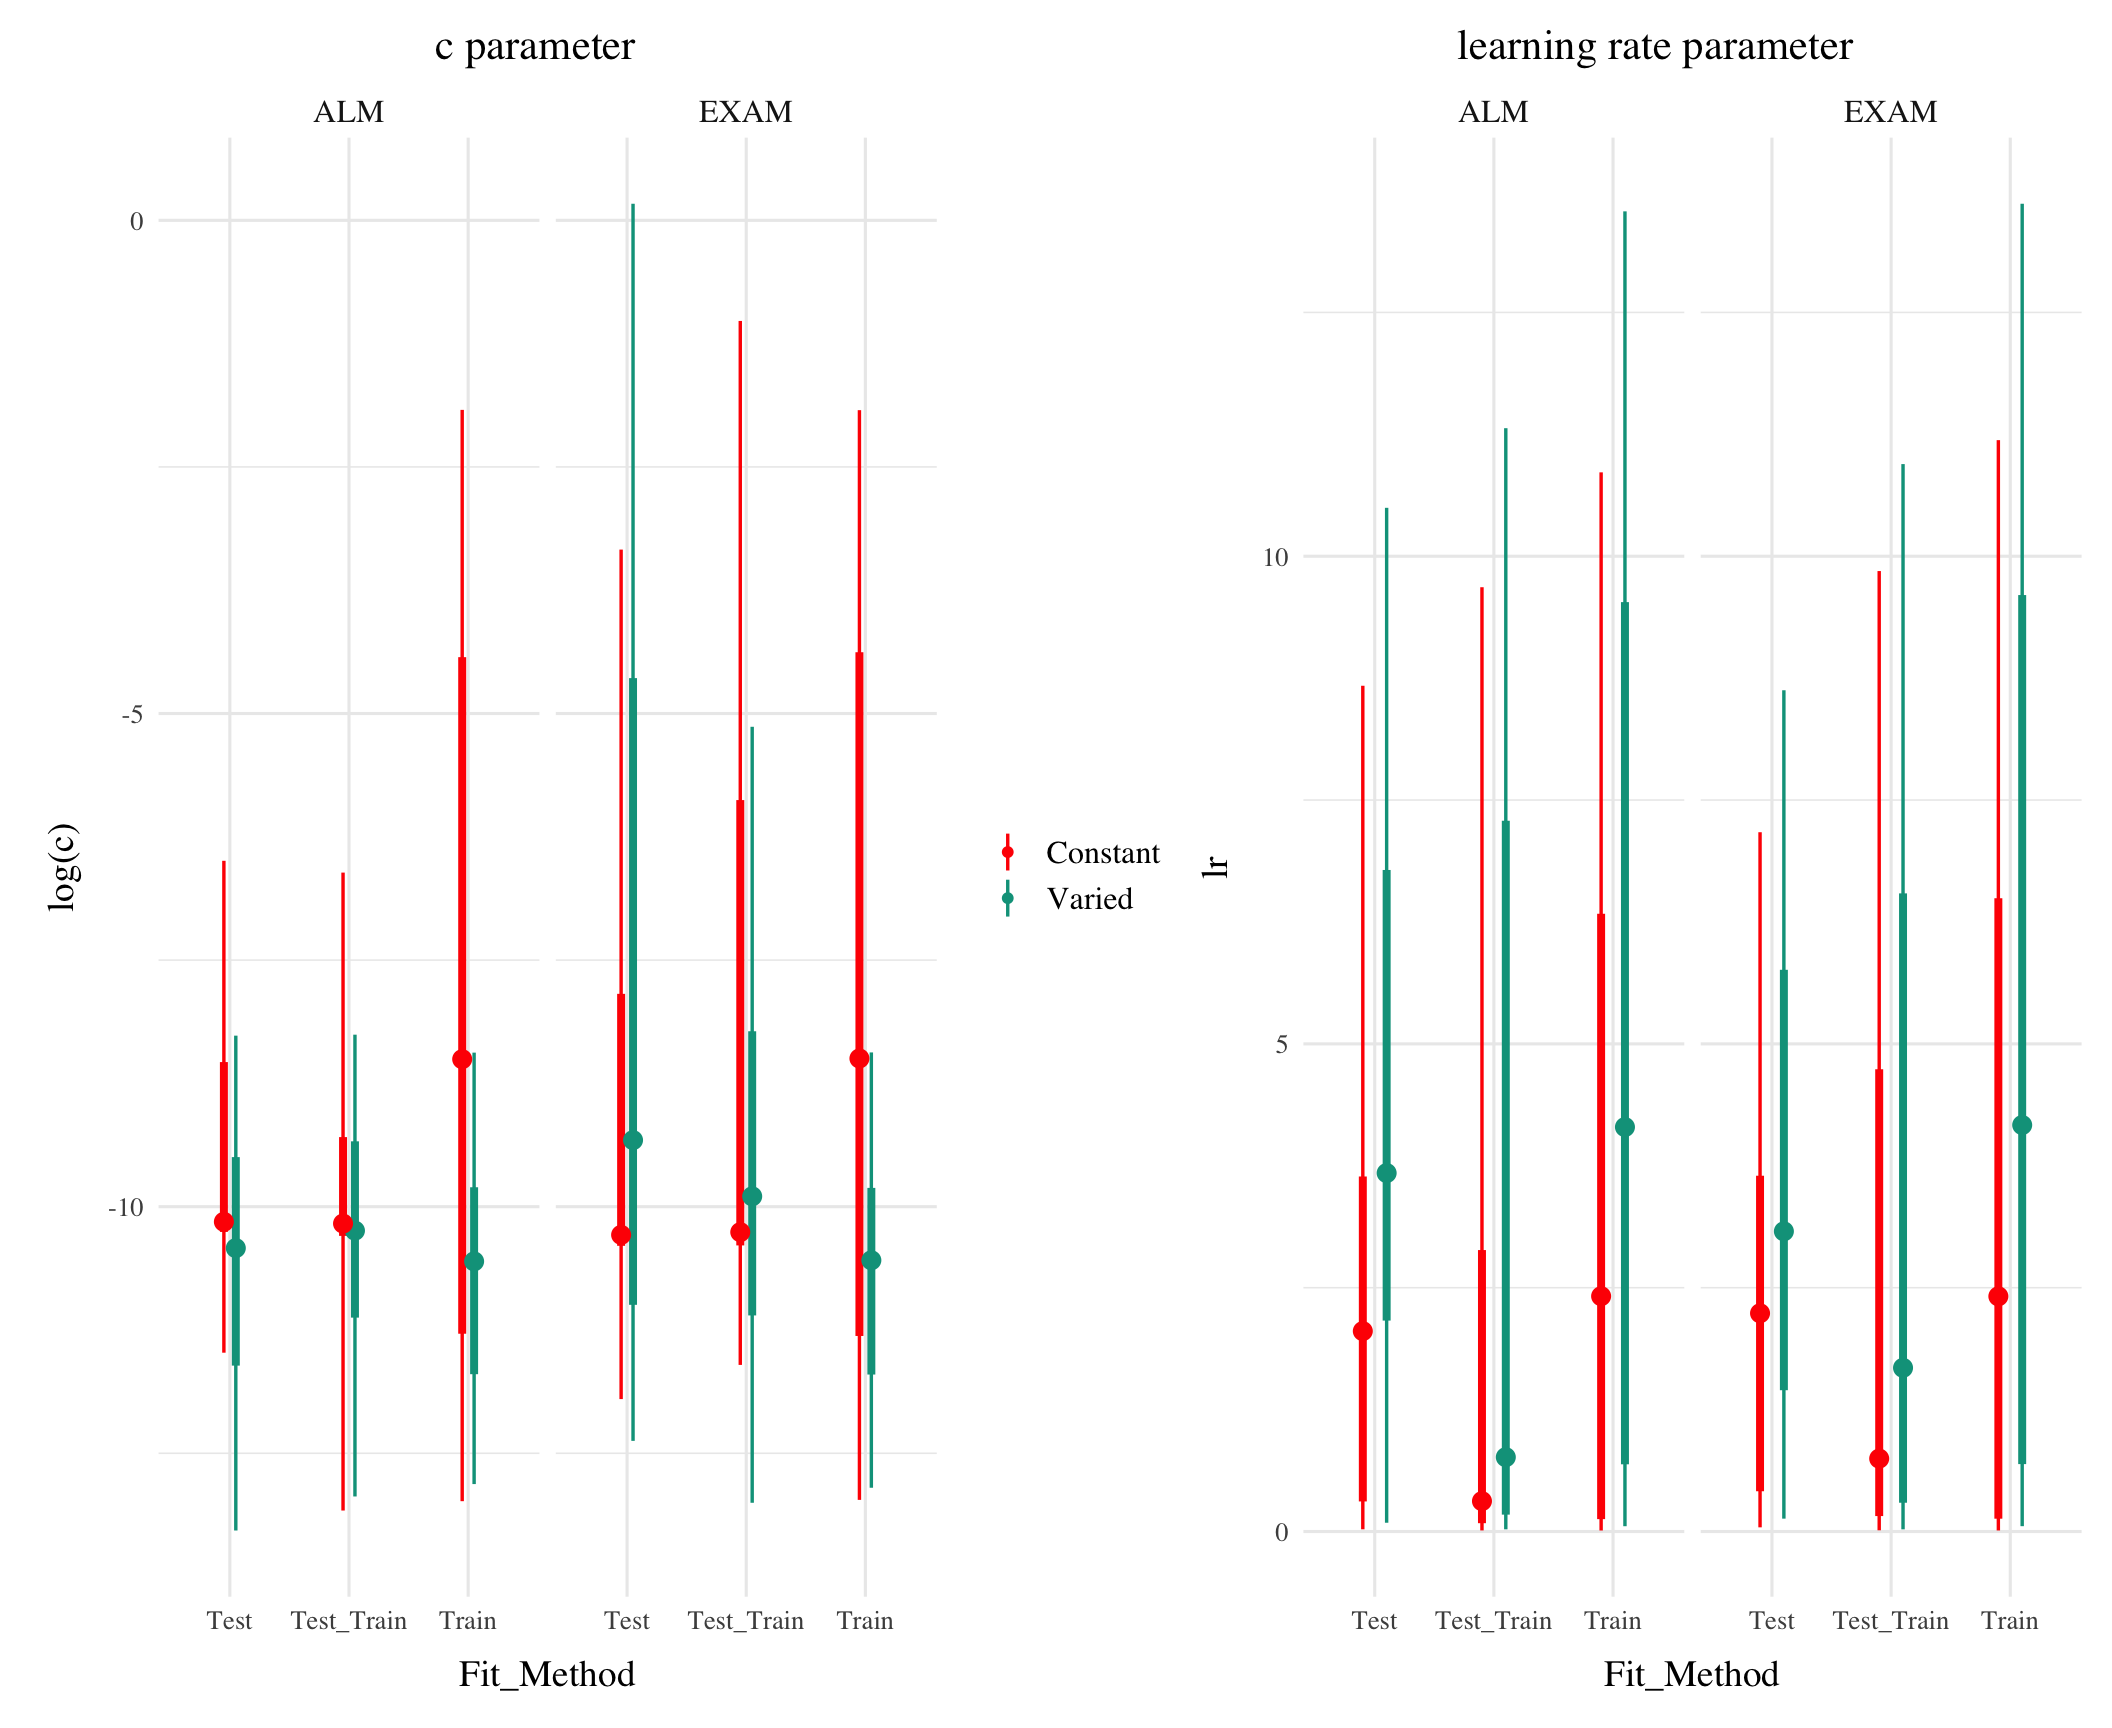 c parameter
ALM
EXAM
0
-5
-10
log(c)
Test
Test_Train
Train
Test
Test_Train
Train
Fit_Method
Constant
Varied
learning rate parameter
ALM
EXAM
10
5
0
lr
Test
Test_Train
Train
Test
Test_Train
Train
Fit_Method